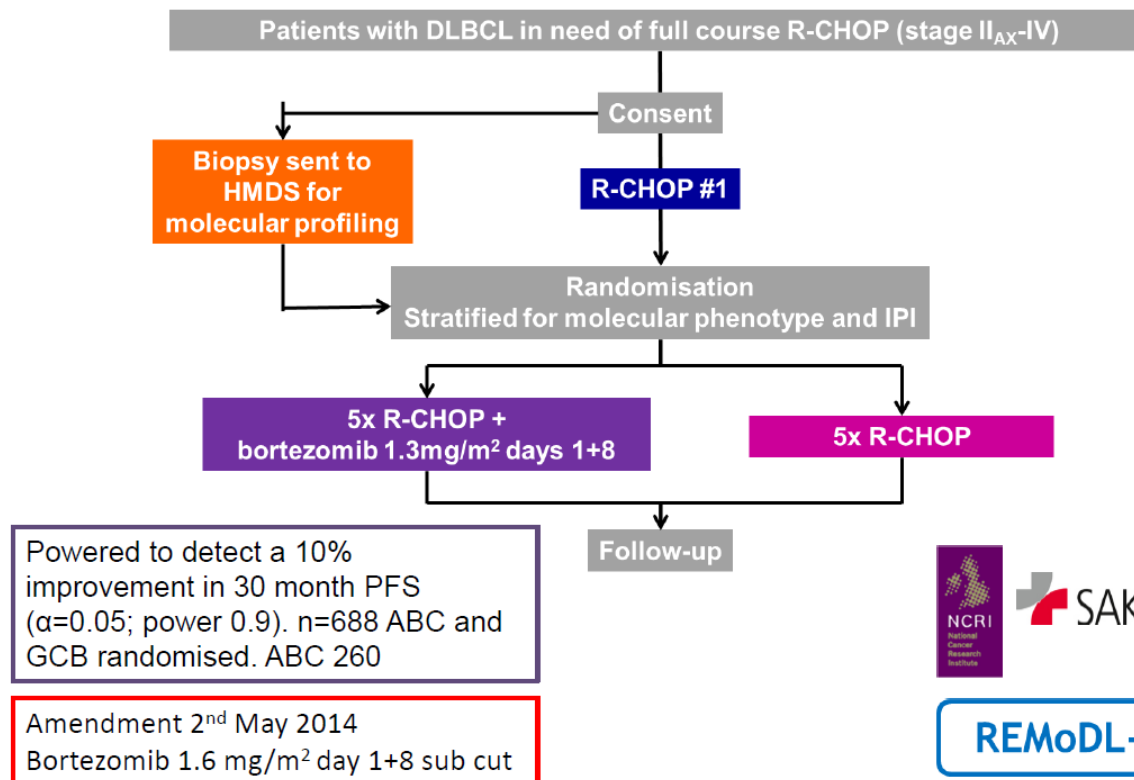 Patients with DLBCL in need of full course R-CHOP (stage IIAX-IV)
Consent
Biopsy sent to
HMDS for
molecular profiling
R-CHOP #1
Randomisation
Stratified for molecular phenotype and IPI
5x R-CHOP +
bortezomib 1.3mg/m² days 1+8
5x R-CHOP
Follow-up
Powered to detect a 10%
improvement in 30 month PFS
(α=0.05; power 0.9). n=688 ABC and
GCB randomised. ABC 260
Amendment 2nd May 2014
Bortezomib 1.6 mg/m² day 1+8 sub cut
NCRI
National
Cancer
Research
Institute
SAK
REMoDL-